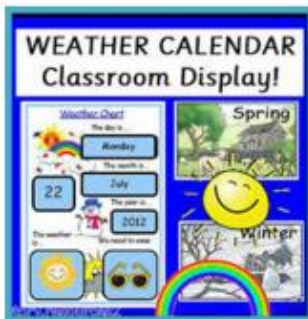 WEATHER CALENDAR
Classroom Display!
Weather Chart
The day is...
Monday
The month is...
July
22
The year is...
2012
The weather is...
We need to wear
Spring
Winter